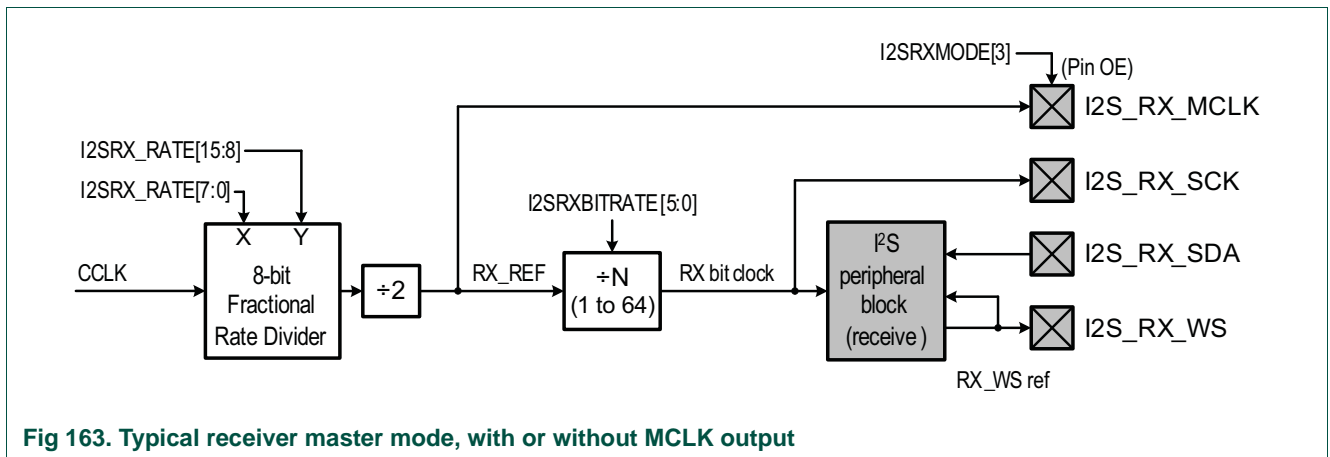 I2SRXMODE[3]
(Pin OE)
I2S_RX_MCLK
I2SRX_RATE[15:8]
I2SRX_RATE[7:0]
I2S_RX_SCK
I2SRXBITRATE[5:0]
X Y
CCLK
8-bit
Fractional
Rate Divider
÷2
RX_REF
÷N
(1 to 64)
RX bit clock
I²S
peripheral
block
(receive )
I2S_RX_SDA
I2S_RX_WS
RX_WS ref
Fig 163. Typical receiver master mode, with or without MCLK output